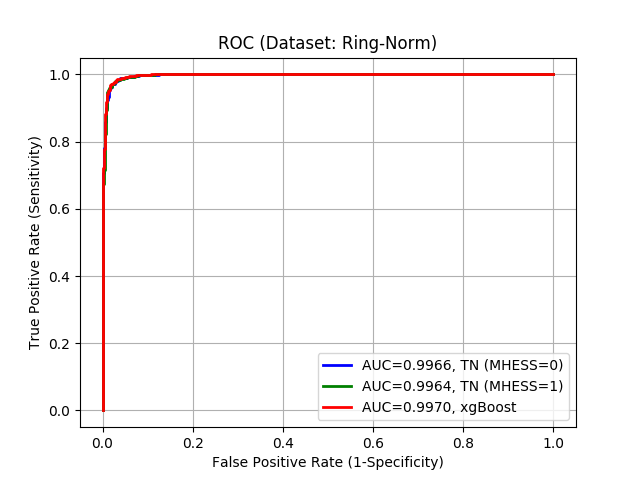 ROC (Dataset: Ring-Norm)
True Positive Rate (Sensitivity)
1.0
0.8
0.6
0.4
0.2
0.0
AUC=0.9966, TN (MHESS=0)
AUC=0.9964, TN (MHESS=1)
AUC=0.9970, xgBoost
0.0 0.2 0.4 0.6 0.8 1.0
False Positive Rate (1-Specificity)